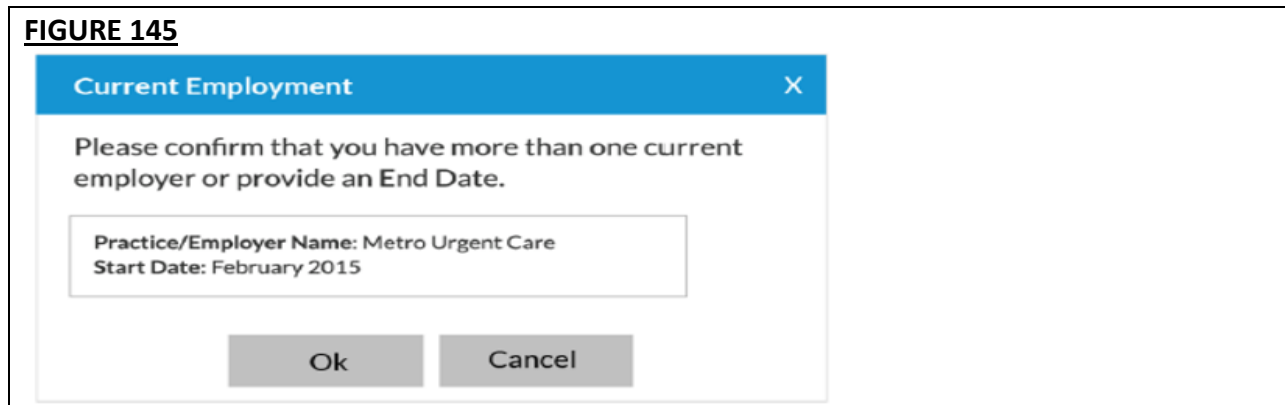 FIGURE 145
Current Employment X
Please confirm that you have more than one current
employer or provide an End Date.
Practice/Employer Name: Metro Urgent Care
Start Date: February 2015
Ok Cancel